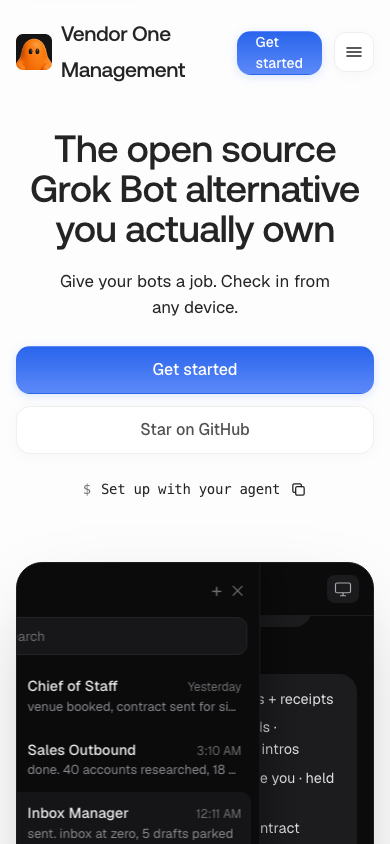 Vendor One
Management
Get
started
The open source
Grok Bot alternative
you actually own
Give your bots a job. Check in from
any device.
Get started
Star on GitHub
$ Set up with your agent
arch
Chief of Staff
Yesterday
venue booked, contract sent for si...
Sales Outbound
3:10 AM
done. 40 accounts researched, 18 ...
Inbox Manager
12:11 AM
sent. inbox at zero, 5 drafts parked
s + receipts
ls ·
intros
e you · held
ntract